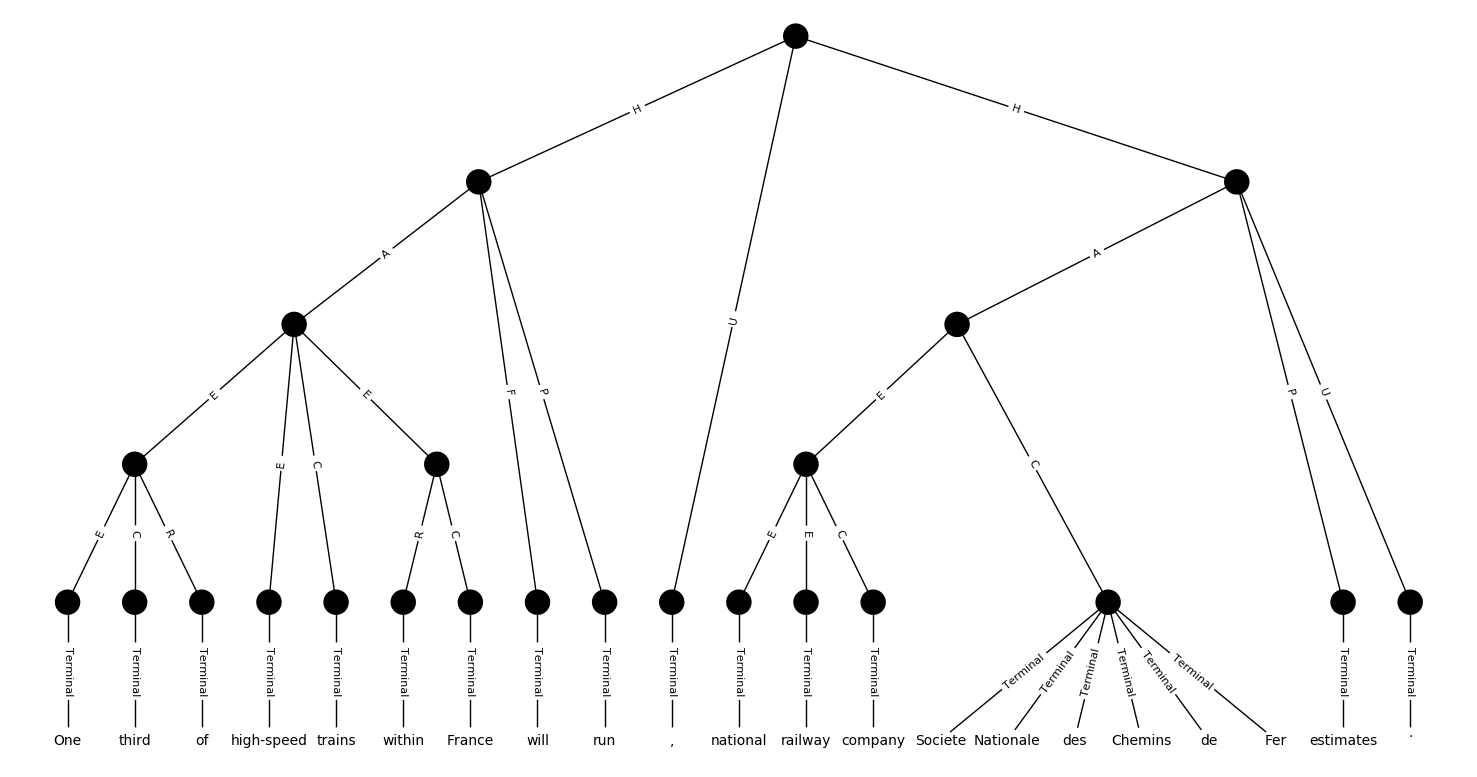 H H
U
A A
E E E C
E C F P P U
E C R R C E E C
Terminal Terminal Terminal Terminal Terminal Terminal Terminal Terminal Terminal Terminal Terminal Terminal Terminal Terminal Terminal Terminal Terminal Terminal Terminal Terminal Terminal
One third of high-speed trains within France will run , national railway company Societe Nationale des Chemins de Fer estimates .